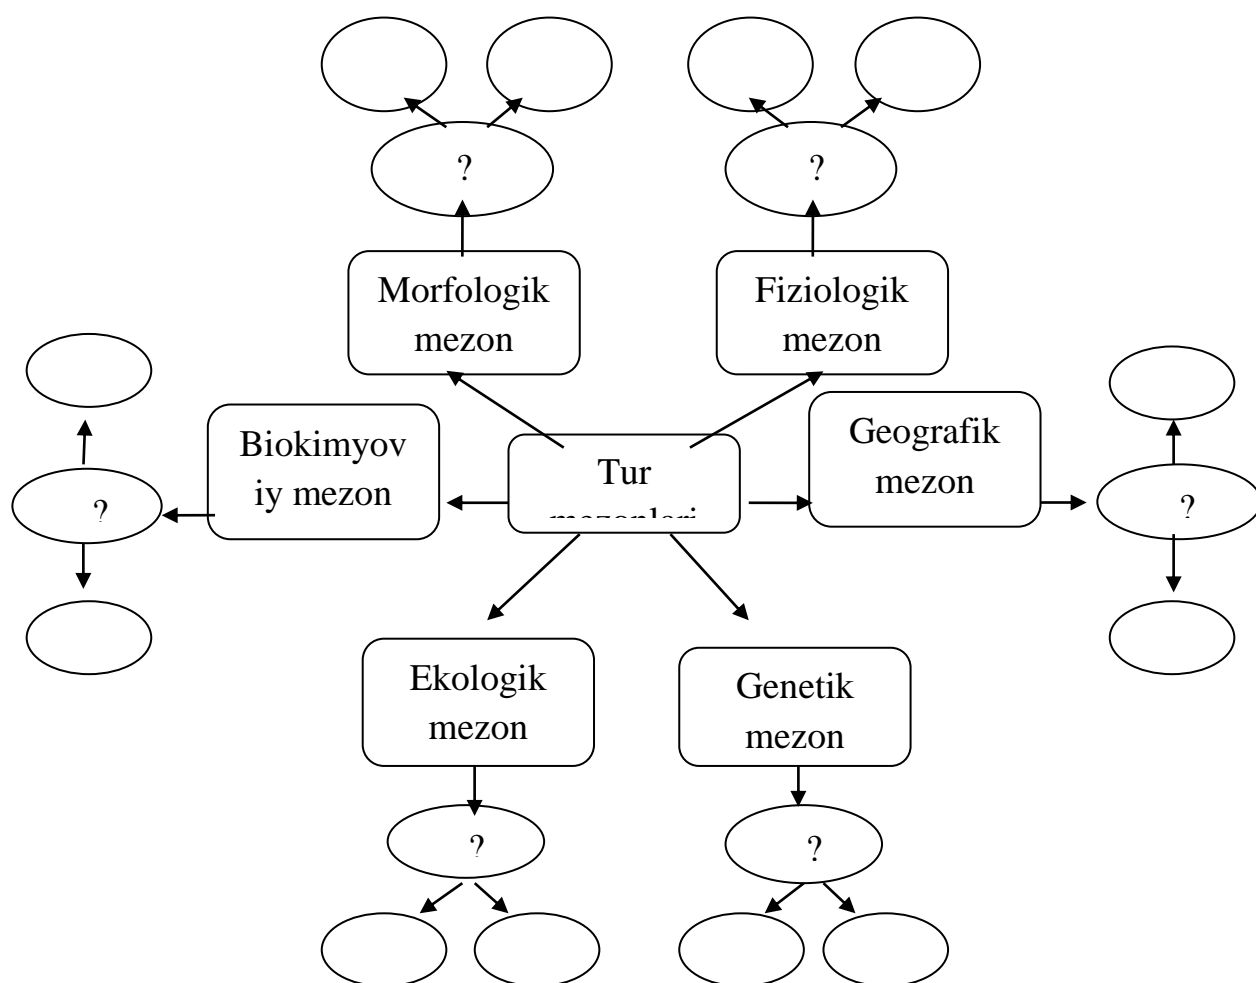 ?
?
Morfologik
mezon
Fiziologik
mezon
Biokimyov
iy mezon
Tur
Geografik
mezon
?
?
Ekologik
mezon
Genetik
mezon
?
?